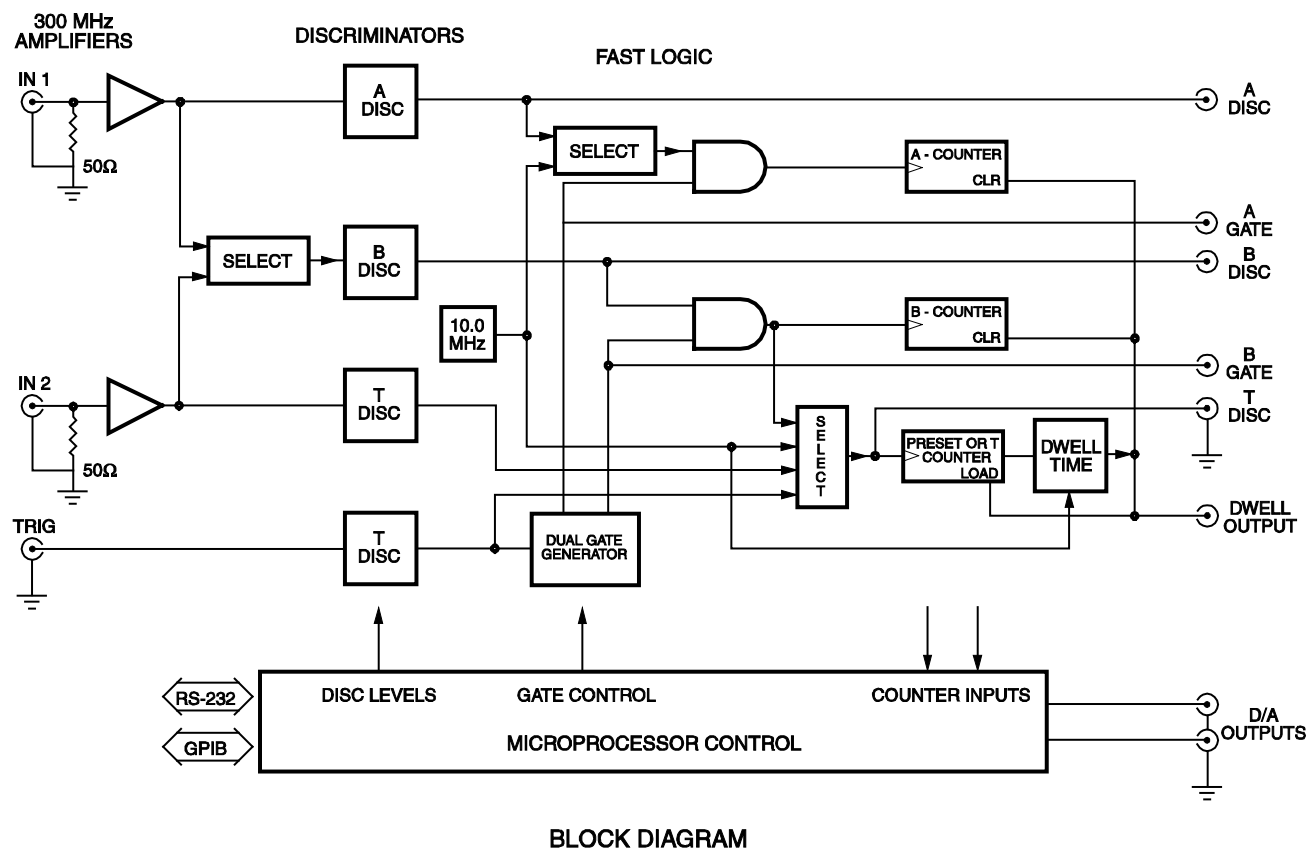 300 MHz
AMPLIFIERS
DISCRIMINATORS
FAST LOGIC
IN 1
50Ω
A
DISC
SELECT
A - COUNTER
CLR
A
DISC
A
GATE
SELECT
B
DISC
B
DISC
10.0
MHz
B - COUNTER
CLR
B
GATE
IN 2
50Ω
T
DISC
SELECT
PRESET OR T
COUNTER
LOAD
DWELL
TIME
T
DISC
DWELL
OUTPUT
TRIG
T
DISC
DUAL GATE
GENERATOR
RS-232
GPIB
DISC LEVELS
GATE CONTROL
COUNTER INPUTS
MICROPROCESSOR CONTROL
D/A
OUTPUTS
BLOCK DIAGRAM